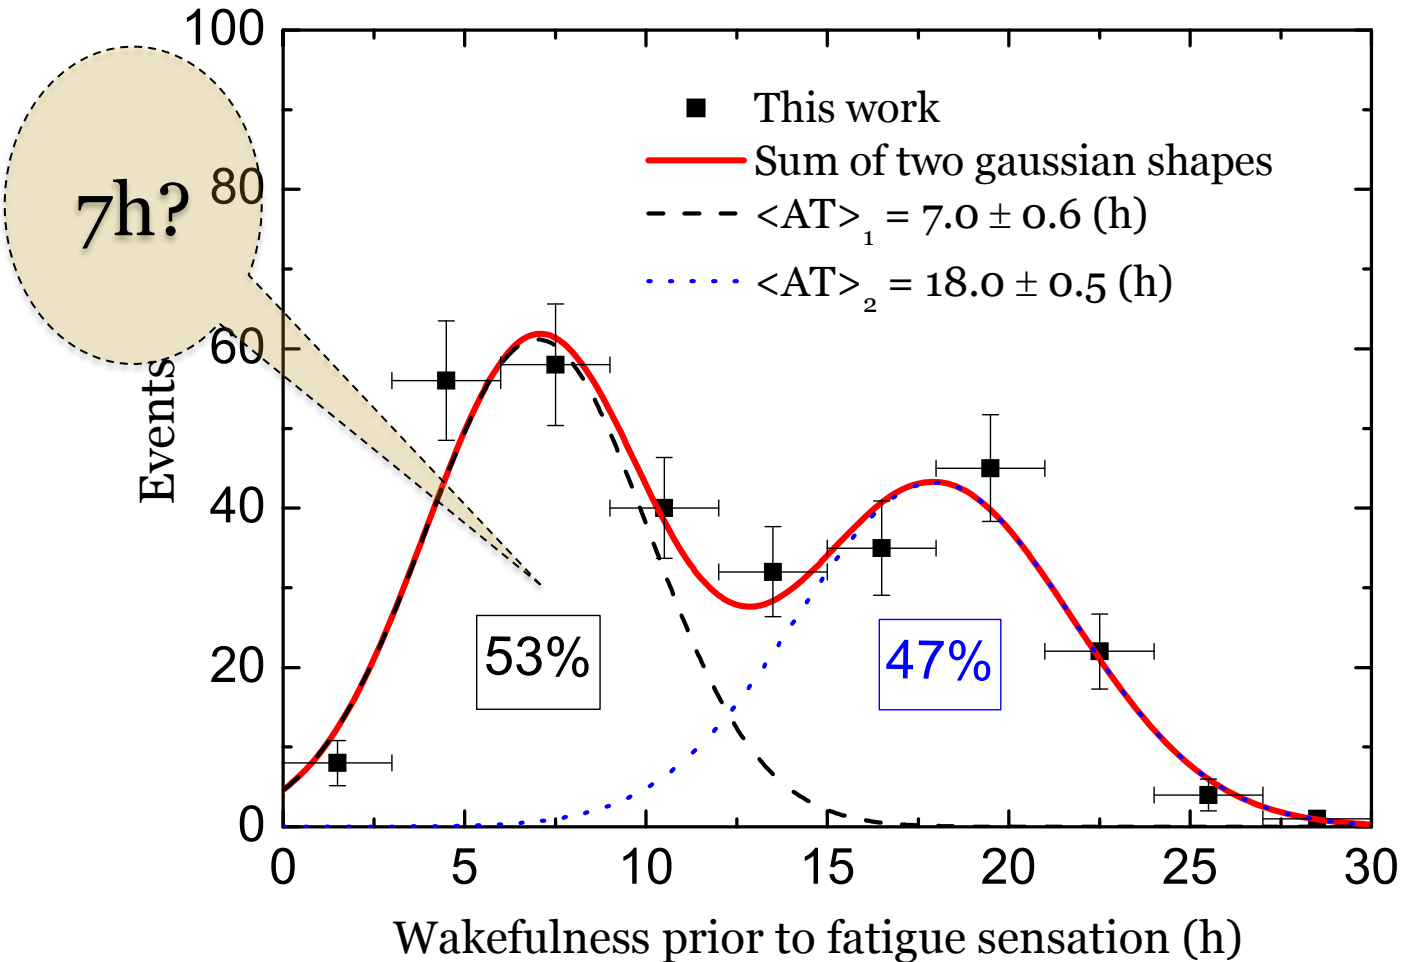 100
80
60
40
20
0
Events
7h?
This work
Sum of two gaussian shapes
<AT>₁ = 7.0 ± 0.6 (h)
<AT>₂ = 18.0 ± 0.5 (h)
53%
47%
0 5 10 15 20 25 30
Wakefulness prior to fatigue sensation (h)